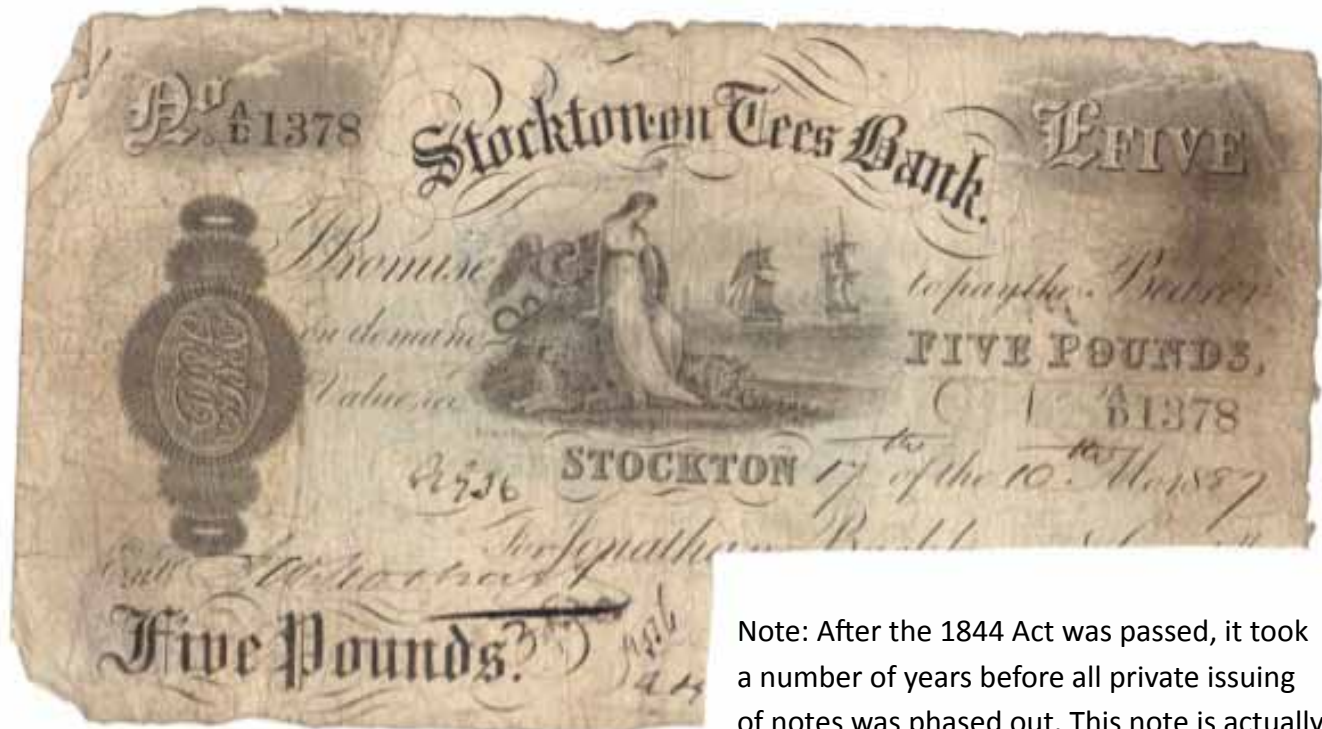 No. A/D 1378
Stockton on Tees Bank.
£FIVE
I Promise to pay the Bearer
on demand FIVE POUNDS,
Value
A/D 1378
STOCKTON 17th of the 10th Mo. 1887
For Jonathan
Five Pounds.
Note: After the 1844 Act was passed, it took
a number of years before all private issuing
of notes was phased out. This note is actually